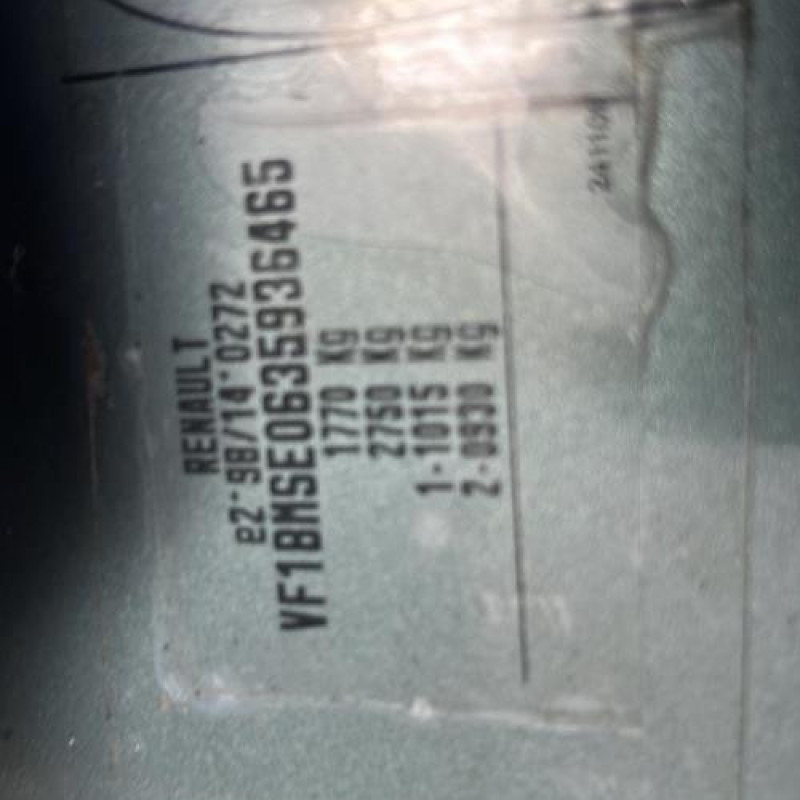 RENAULT
e2*98/14*0272
VF1BMSE0635936465
1770 Kg
2750 Kg
1-1015 Kg
2-0930 Kg